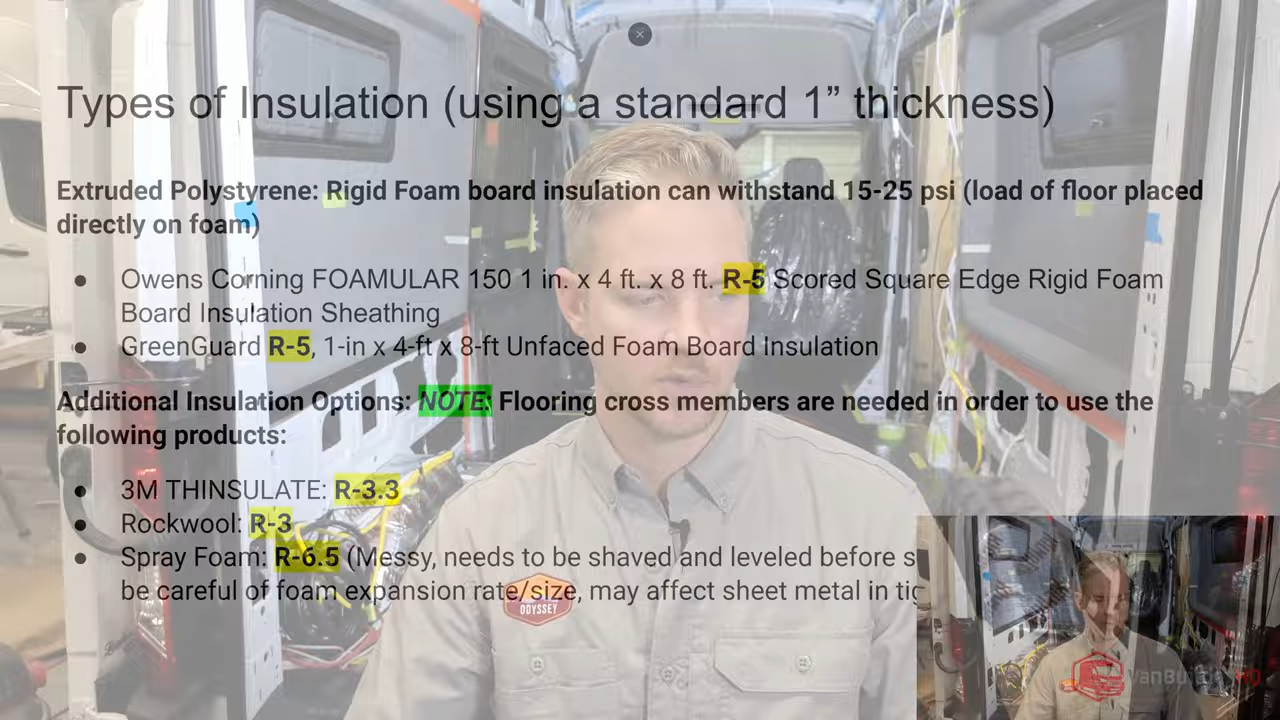 Types of Insulation (using a standard 1” thickness)
Extruded Polystyrene: Rigid Foam board insulation can withstand 15-25 psi (load of floor placed
directly on foam)
● Owens Corning FOAMULAR 150 1 in. x 4 ft. x 8 ft. R-5 Scored Square Edge Rigid Foam
Board Insulation Sheathing
● GreenGuard R-5, 1-in x 4-ft x 8-ft Unfaced Foam Board Insulation
Additional Insulation Options: NOTE: Flooring cross members are needed in order to use the
following products:
● 3M THINSULATE: R-3.3
● Rockwool: R-3
● Spray Foam: R-6.5 (Messy, needs to be shaved and leveled before
be careful of foam expansion rate/size, may affect sheet metal in
ODYSSEY